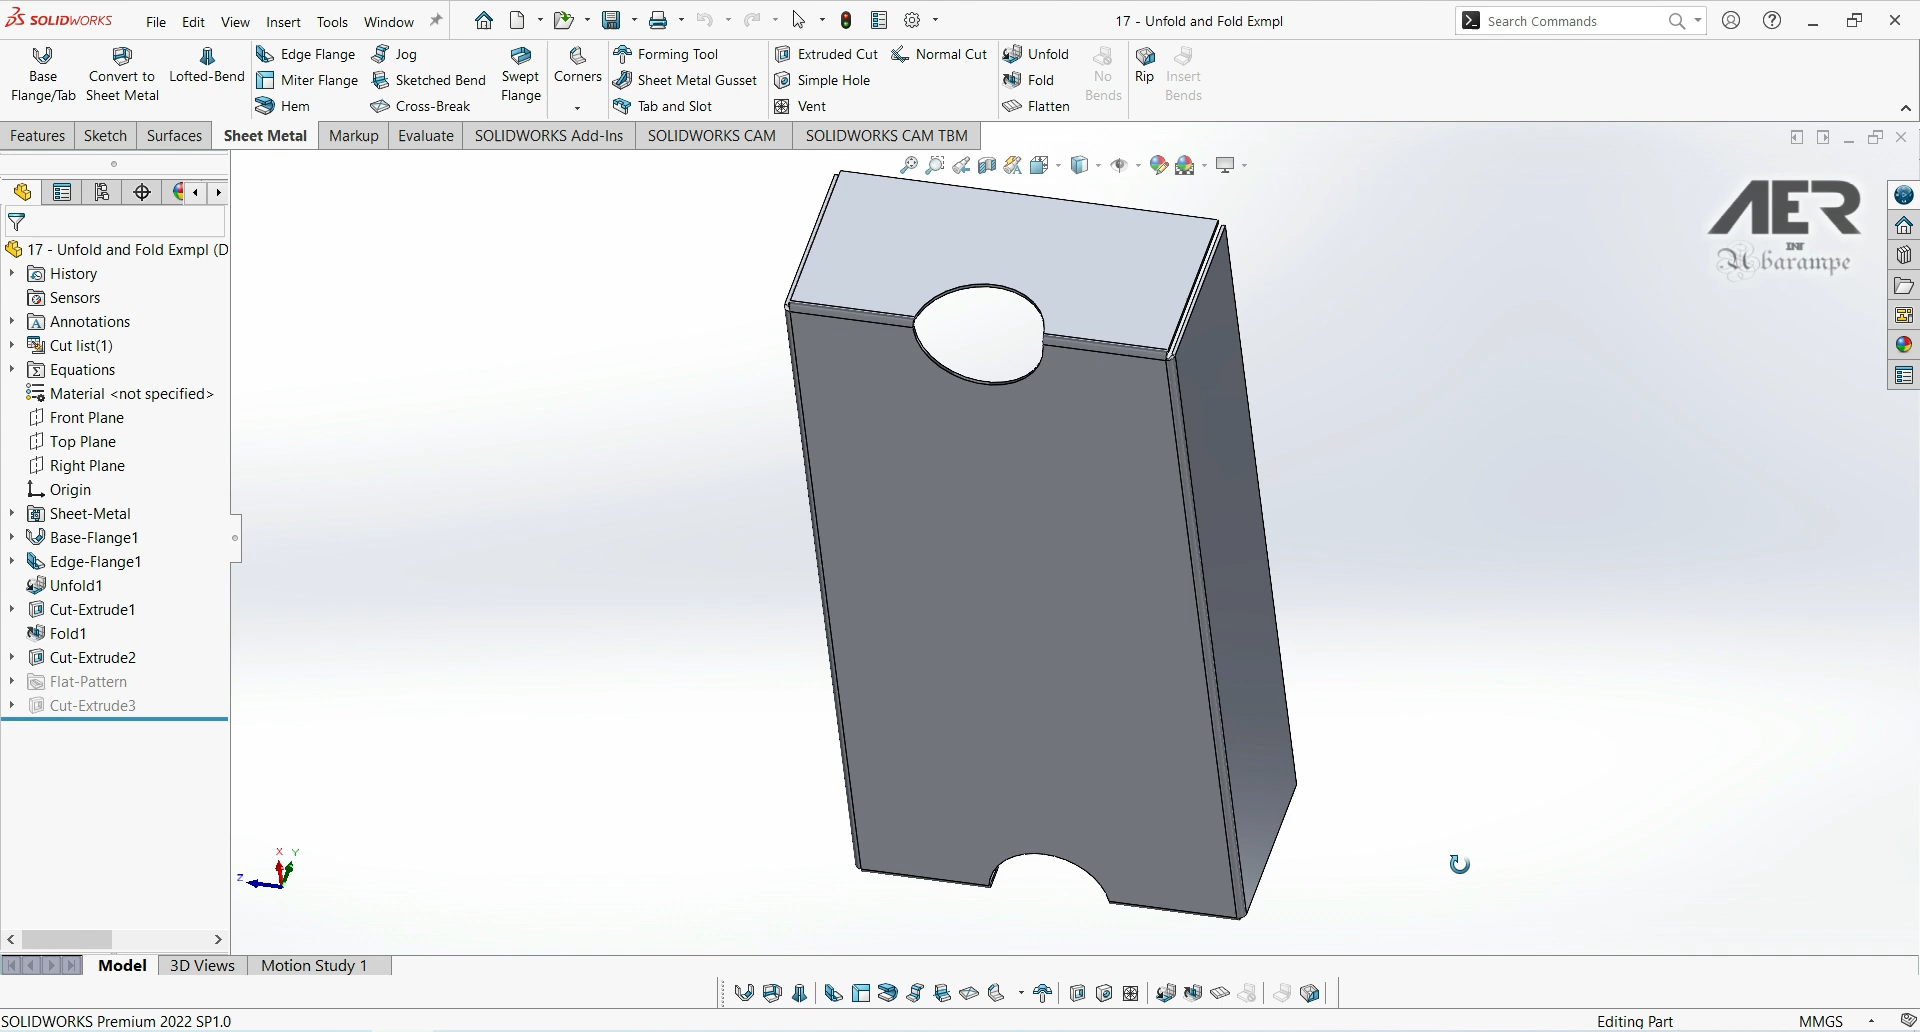 SOLIDWORKS File Edit View Insert Tools Window 17 - Unfold and Fold Exmpl Search Commands
Base Flange/Tab
Convert to Sheet Metal
Lofted-Bend
Edge Flange
Miter Flange
Hem
Jog
Sketched Bend
Cross-Break
Swept Flange
Corners
Forming Tool
Sheet Metal Gusset
Tab and Slot
Extruded Cut
Simple Hole
Vent
Normal Cut
Unfold
Fold
Flatten
No Bends
Rip
Insert Bends
Features Sketch Surfaces Sheet Metal Markup Evaluate SOLIDWORKS Add-Ins SOLIDWORKS CAM SOLIDWORKS CAM TBM
17 - Unfold and Fold Exmpl (D
History
Sensors
Annotations
Cut list(1)
Equations
Material <not specified>
Front Plane
Top Plane
Right Plane
Origin
Sheet-Metal
Base-Flange1
Edge-Flange1
Unfold1
Cut-Extrude1
Fold1
Cut-Extrude2
Flat-Pattern
Cut-Extrude3
AER
INT
Abarampe
X Y
Z
Model 3D Views Motion Study 1
SOLIDWORKS Premium 2022 SP1.0 Editing Part MMGS